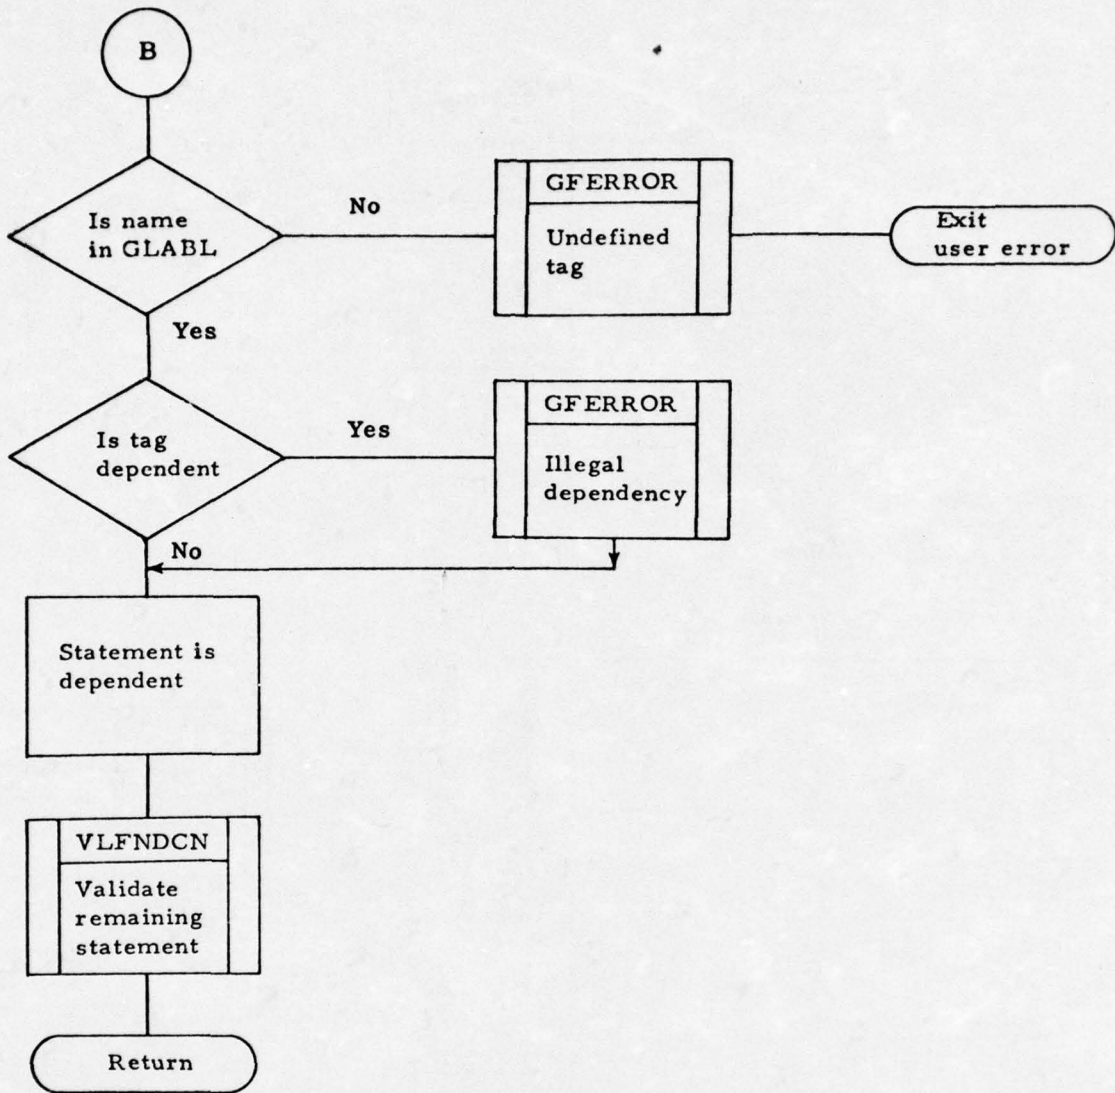 B
Is name
in GLABL
No
GFERROR
Undefined
tag
Exit
user error
Yes
Is tag
dependent
Yes
GFERROR
Illegal
dependency
No
Statement is
dependent
VLFNDCN
Validate
remaining
statement
Return